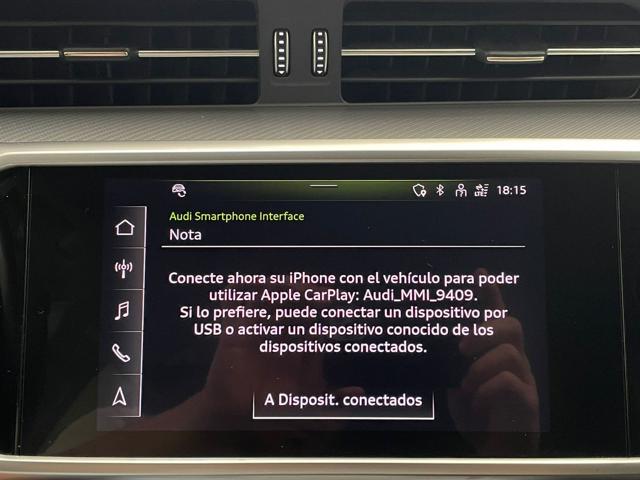 18:15
Audi Smartphone Interface
Nota
Conecte ahora su iPhone con el vehículo para poder
utilizar Apple CarPlay: Audi_MMI_9409.
Si lo prefiere, puede conectar un dispositivo por
USB o activar un dispositivo conocido de los
dispositivos conectados.
A Disposit. conectados